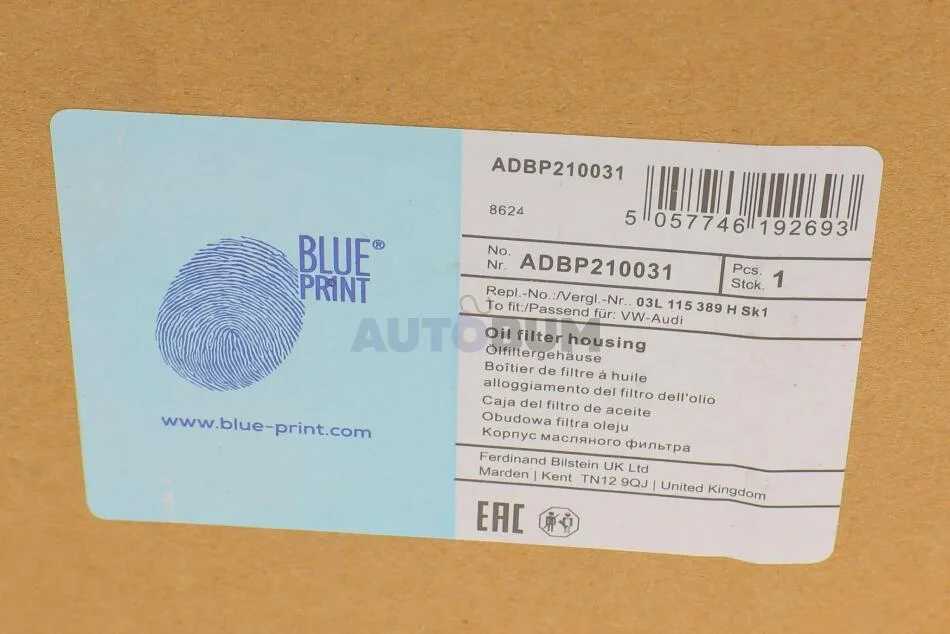 BLUE®
PRINT
www.blue-print.com
ADBP210031
8624
5 057746 192693
No.
Nr. ADBP210031
Pcs.
Stck. 1
Repl.-No.:/Vergl.-Nr.. 03L 115 389 H Sk1
To fit:/Passend für: VW-Audi
AUTODUM
Oil filter housing
Ölfiltergehäuse
Boîtier de filtre à huile
alloggiamento del filtro dell'olio
Caja del filtro de aceite
Obudowa filtra oleju
Корпус масляного фильтра
Ferdinand Bilstein UK Ltd
Marden | Kent TN12 9QJ | United Kingdom
EAC